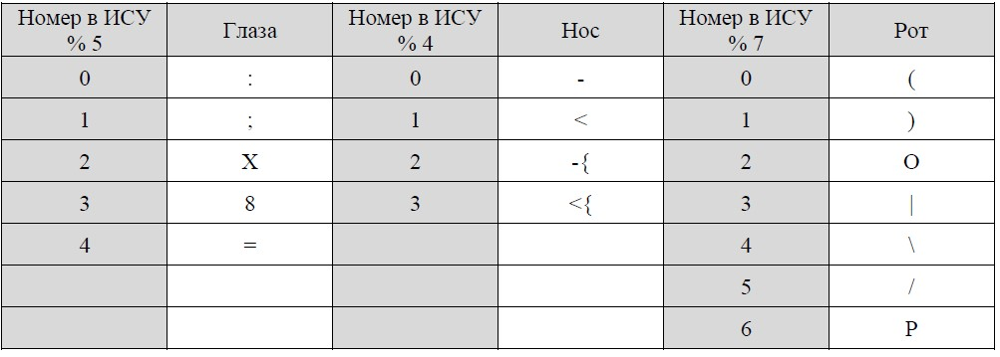 Номер в ИСУ % 5 Глаза Номер в ИСУ % 4 Нос Номер в ИСУ % 7 Рот
0 : 0 - 0 (
1 ; 1 < 1 )
2 X 2 -{ 2 O
3 8 3 <{ 3 |
4 = 4 \
5 /
6 P